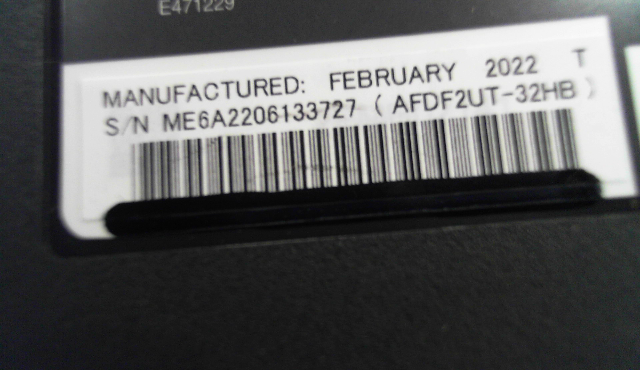 E471229
MANUFACTURED: FEBRUARY 2022 T
S/N ME6A2206133727 ( AFDF2UT-32HB )